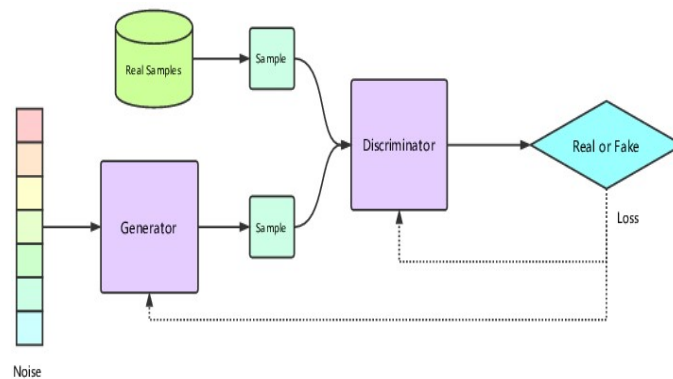 Real Samples
Sample
Discriminator
Real or Fake
Generator
Sample
Loss
Noise